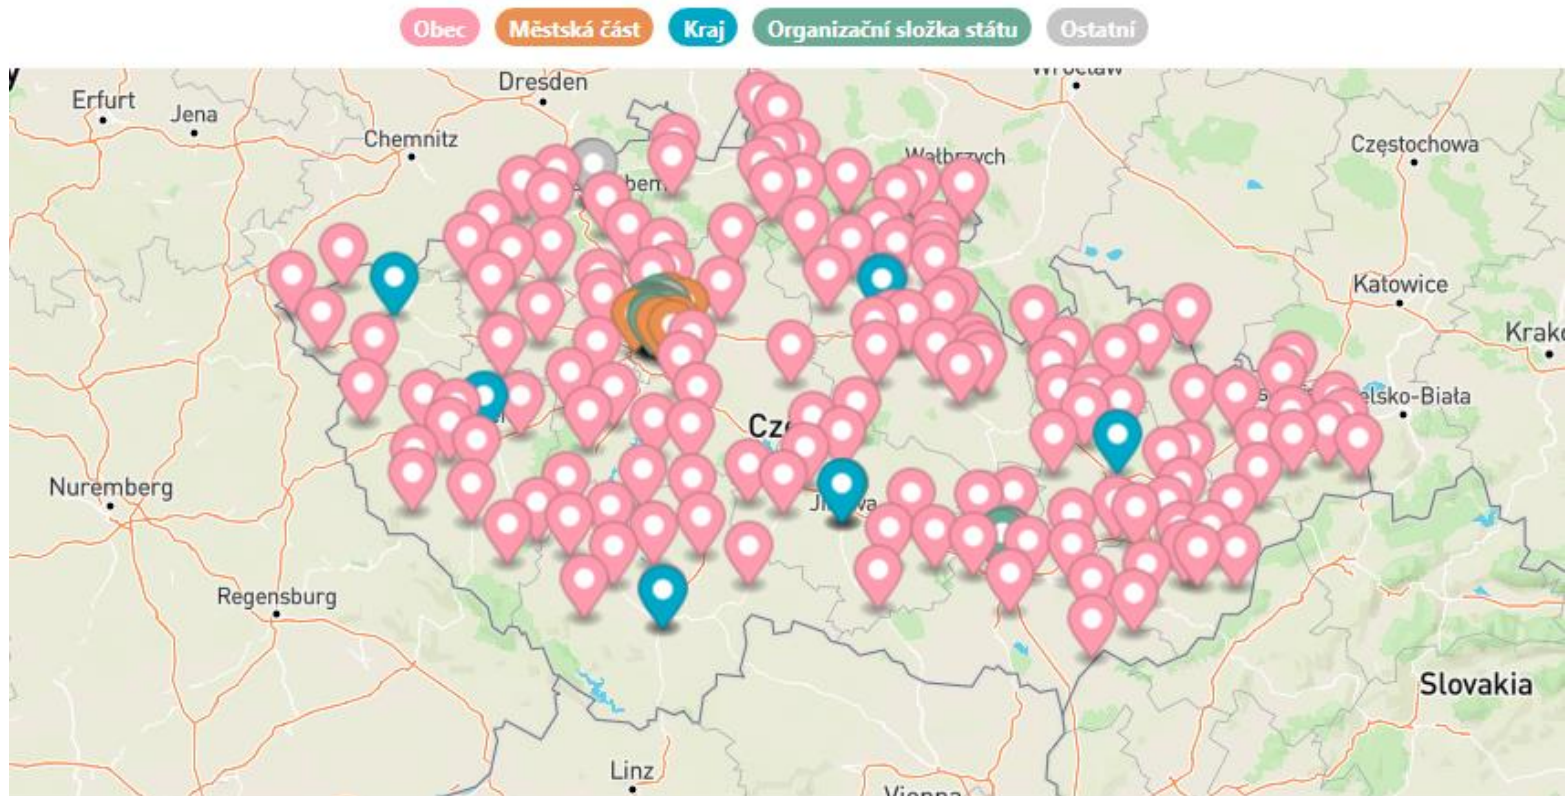 Obec Městská část Kraj Organizační složka státu Ostatní
Dresden
Erfurt
Jena
Chemnitz
Wałbrzych
Częstochowa
Katowice
Nuremberg
Regensburg
Slovakia
Linz